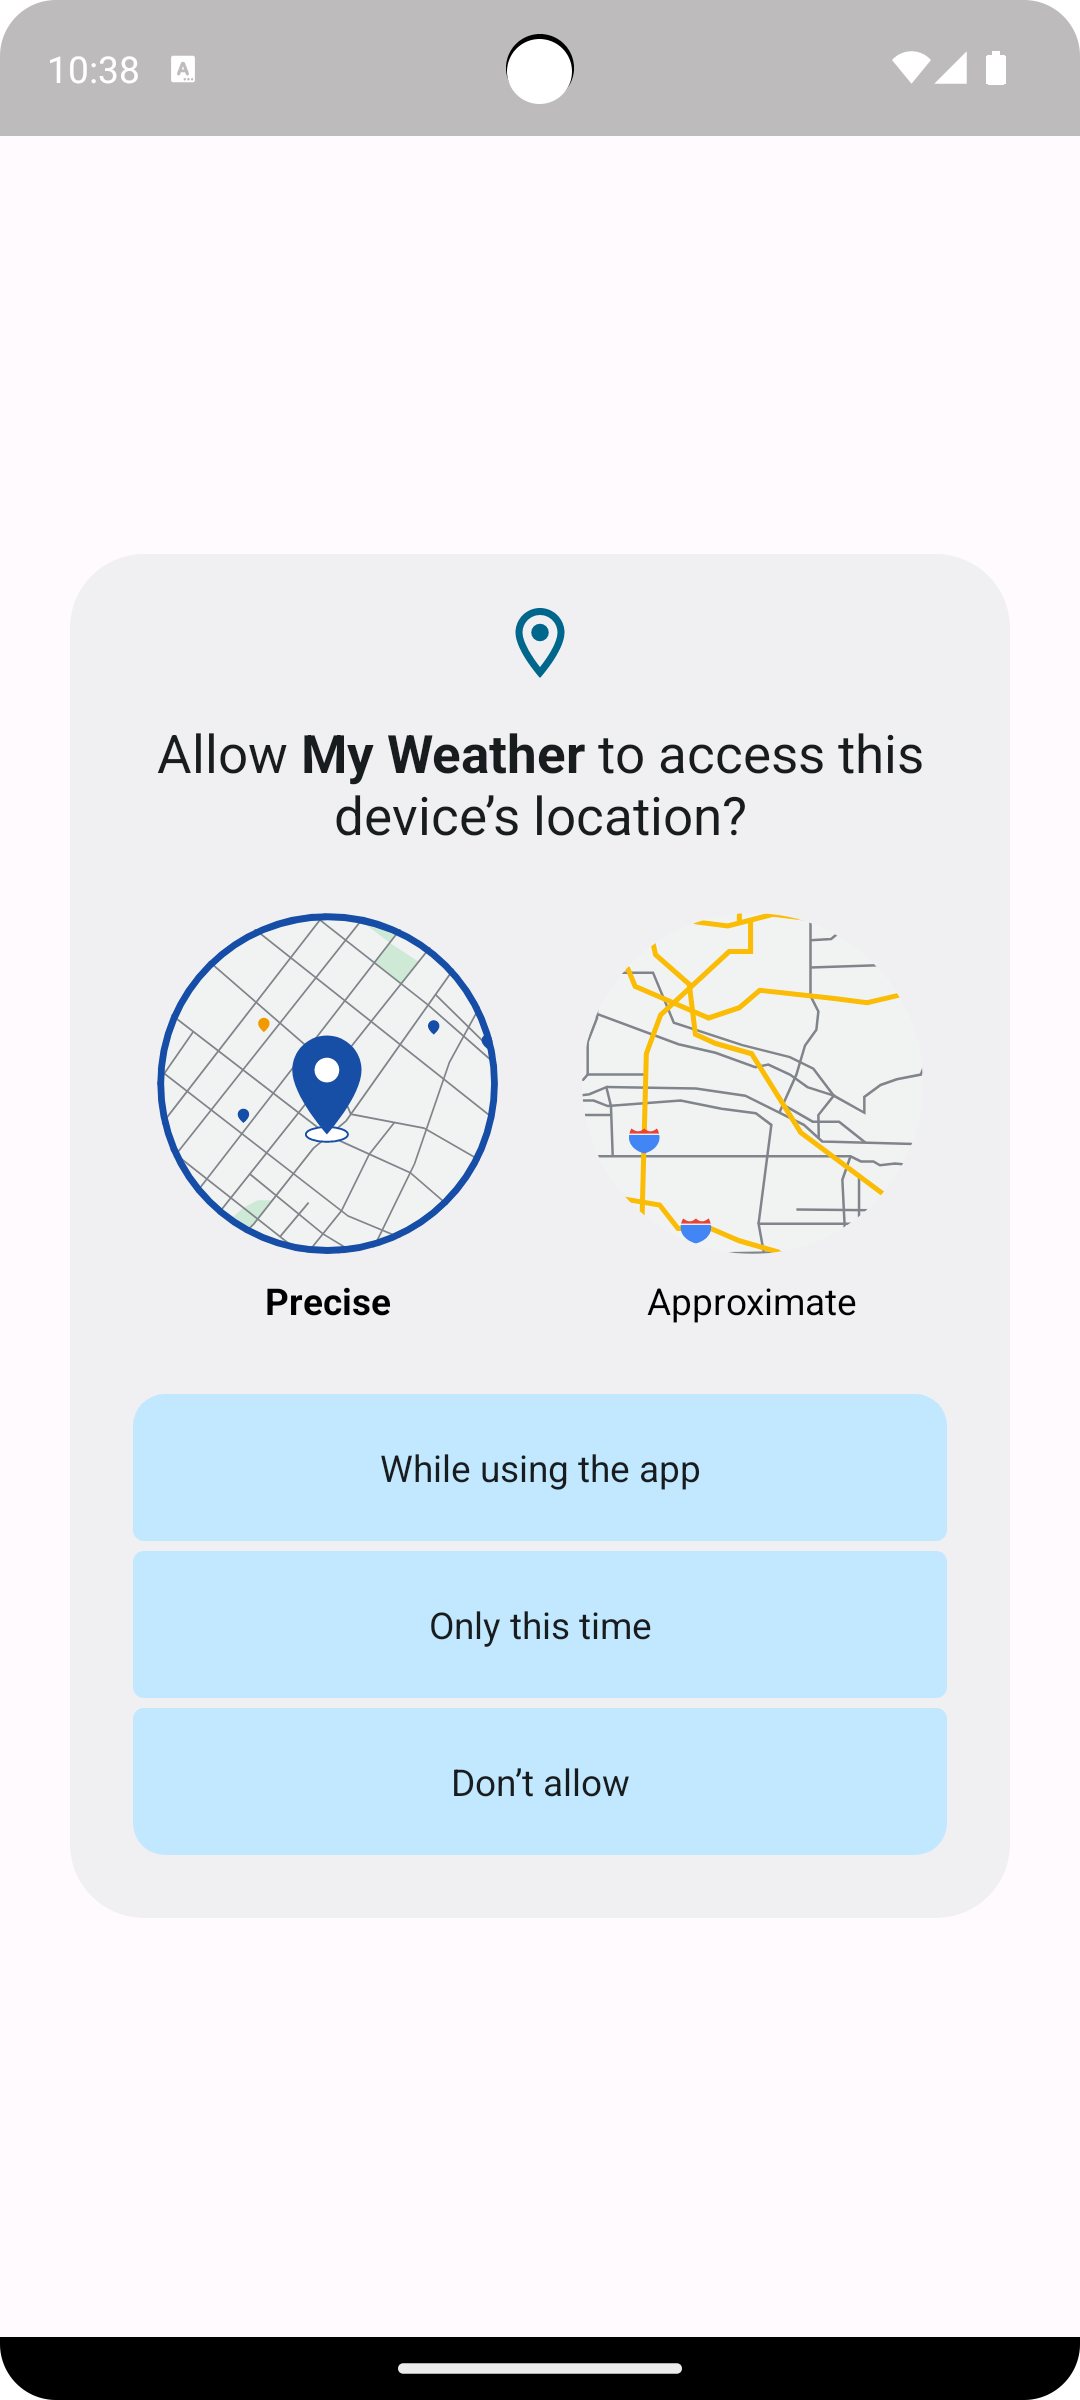 10:38
Allow My Weather to access this
device’s location?
Precise
Approximate
While using the app
Only this time
Don’t allow